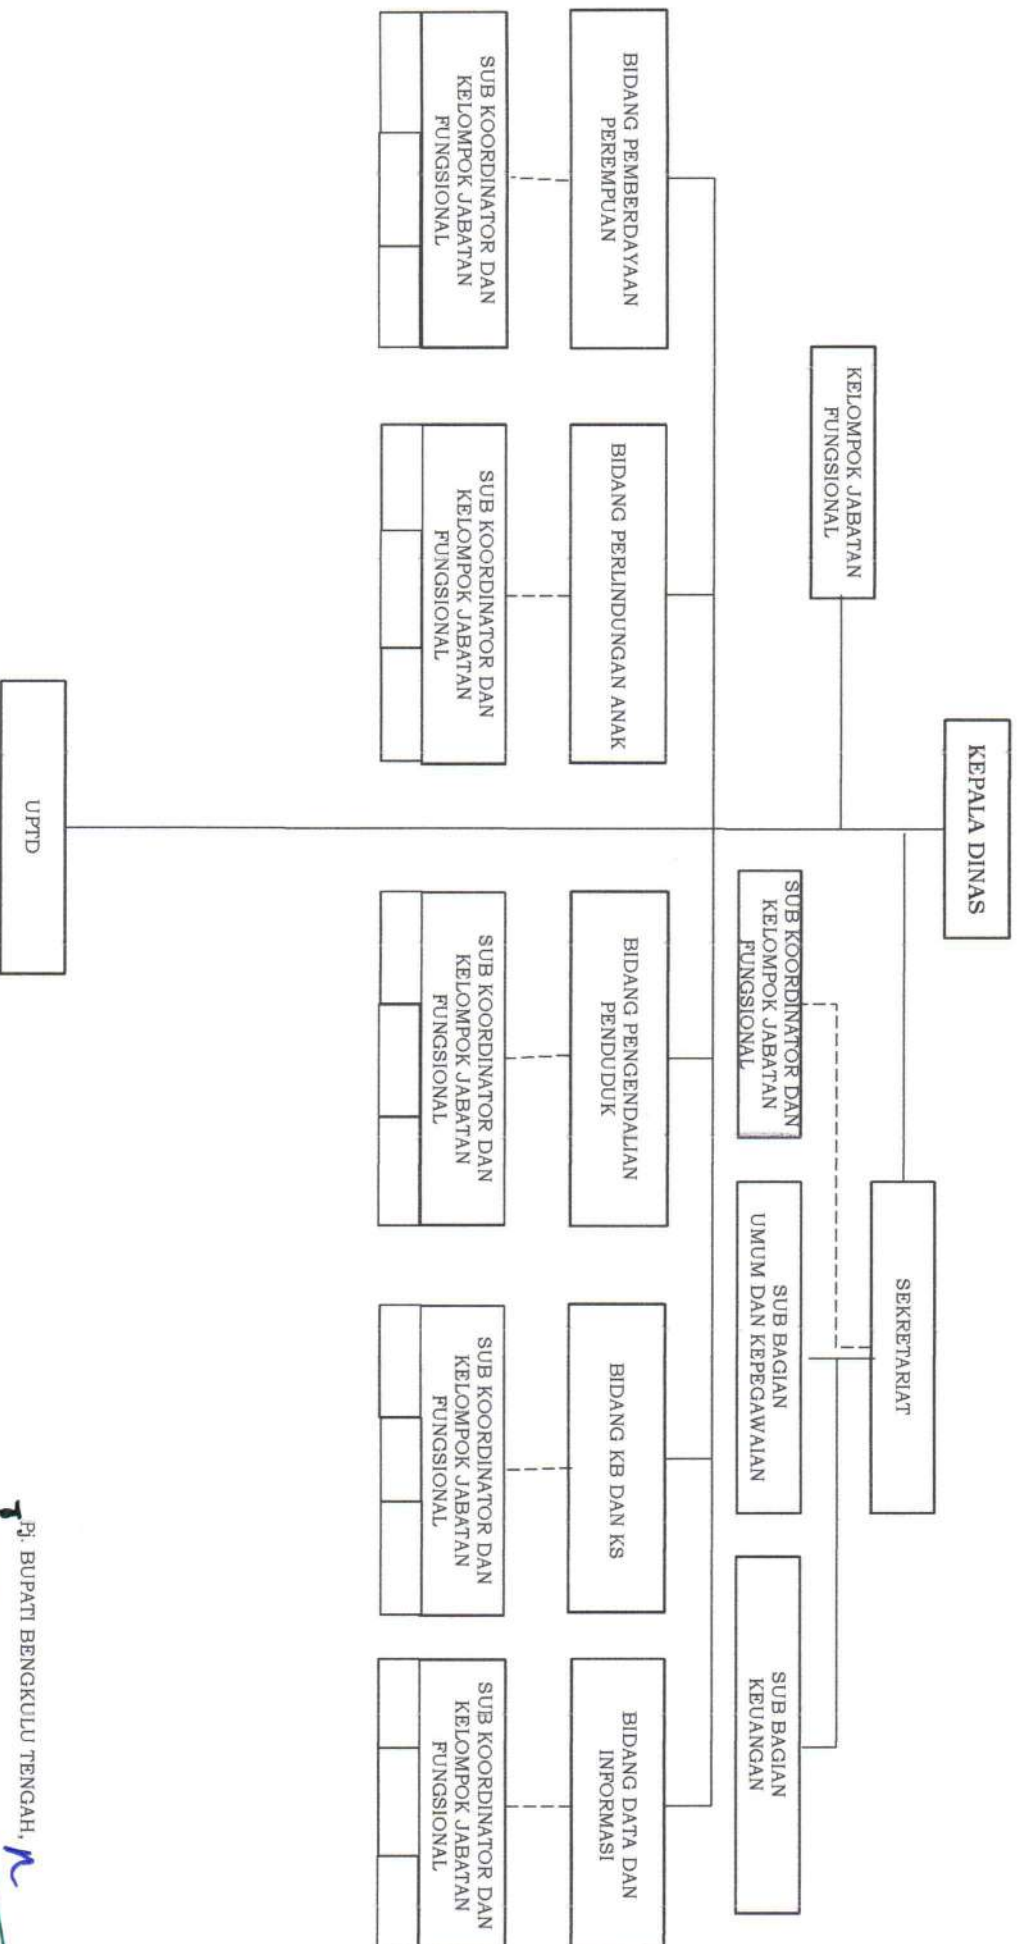 KEPALA DINAS
SEKRETARIAT
KELOMPOK JABATAN
FUNGSIONAL
SUB KOORDINATOR DAN
KELOMPOK JABATAN
FUNGSIONAL
SUB BAGIAN
UMUM DAN KEPEGAWAIAN
SUB BAGIAN
KEUANGAN
BIDANG PEMBERDAYAAN
PEREMPUAN
BIDANG PERLINDUNGAN ANAK
BIDANG PENGENDALIAN
PENDUDUK
BIDANG KB DAN KS
BIDANG DATA DAN
INFORMASI
SUB KOORDINATOR DAN
KELOMPOK JABATAN
FUNGSIONAL
SUB KOORDINATOR DAN
KELOMPOK JABATAN
FUNGSIONAL
SUB KOORDINATOR DAN
KELOMPOK JABATAN
FUNGSIONAL
SUB KOORDINATOR DAN
KELOMPOK JABATAN
FUNGSIONAL
SUB KOORDINATOR DAN
KELOMPOK JABATAN
FUNGSIONAL
UPTD
Pj. BUPATI BENGKULU TENGAH,